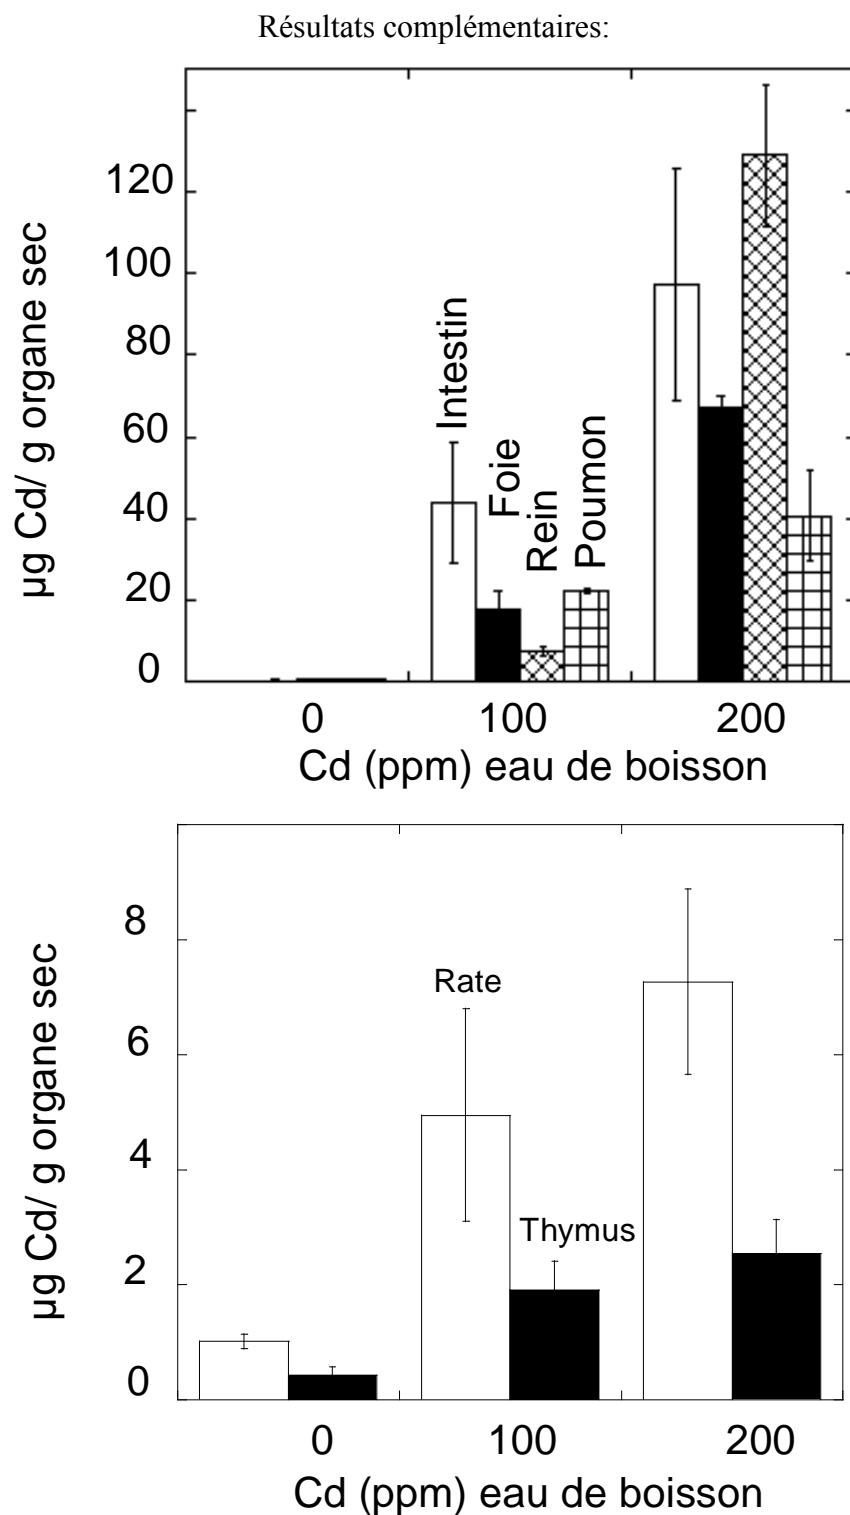 Résultats complémentaires:
120
100
80
60
40
20
0
µg Cd/ g organe sec
Intestin
Foie
Rein
Poumon
0 100 200
Cd (ppm) eau de boisson
8
6
4
2
0
µg Cd/ g organe sec
Rate
Thymus
0 100 200
Cd (ppm) eau de boisson